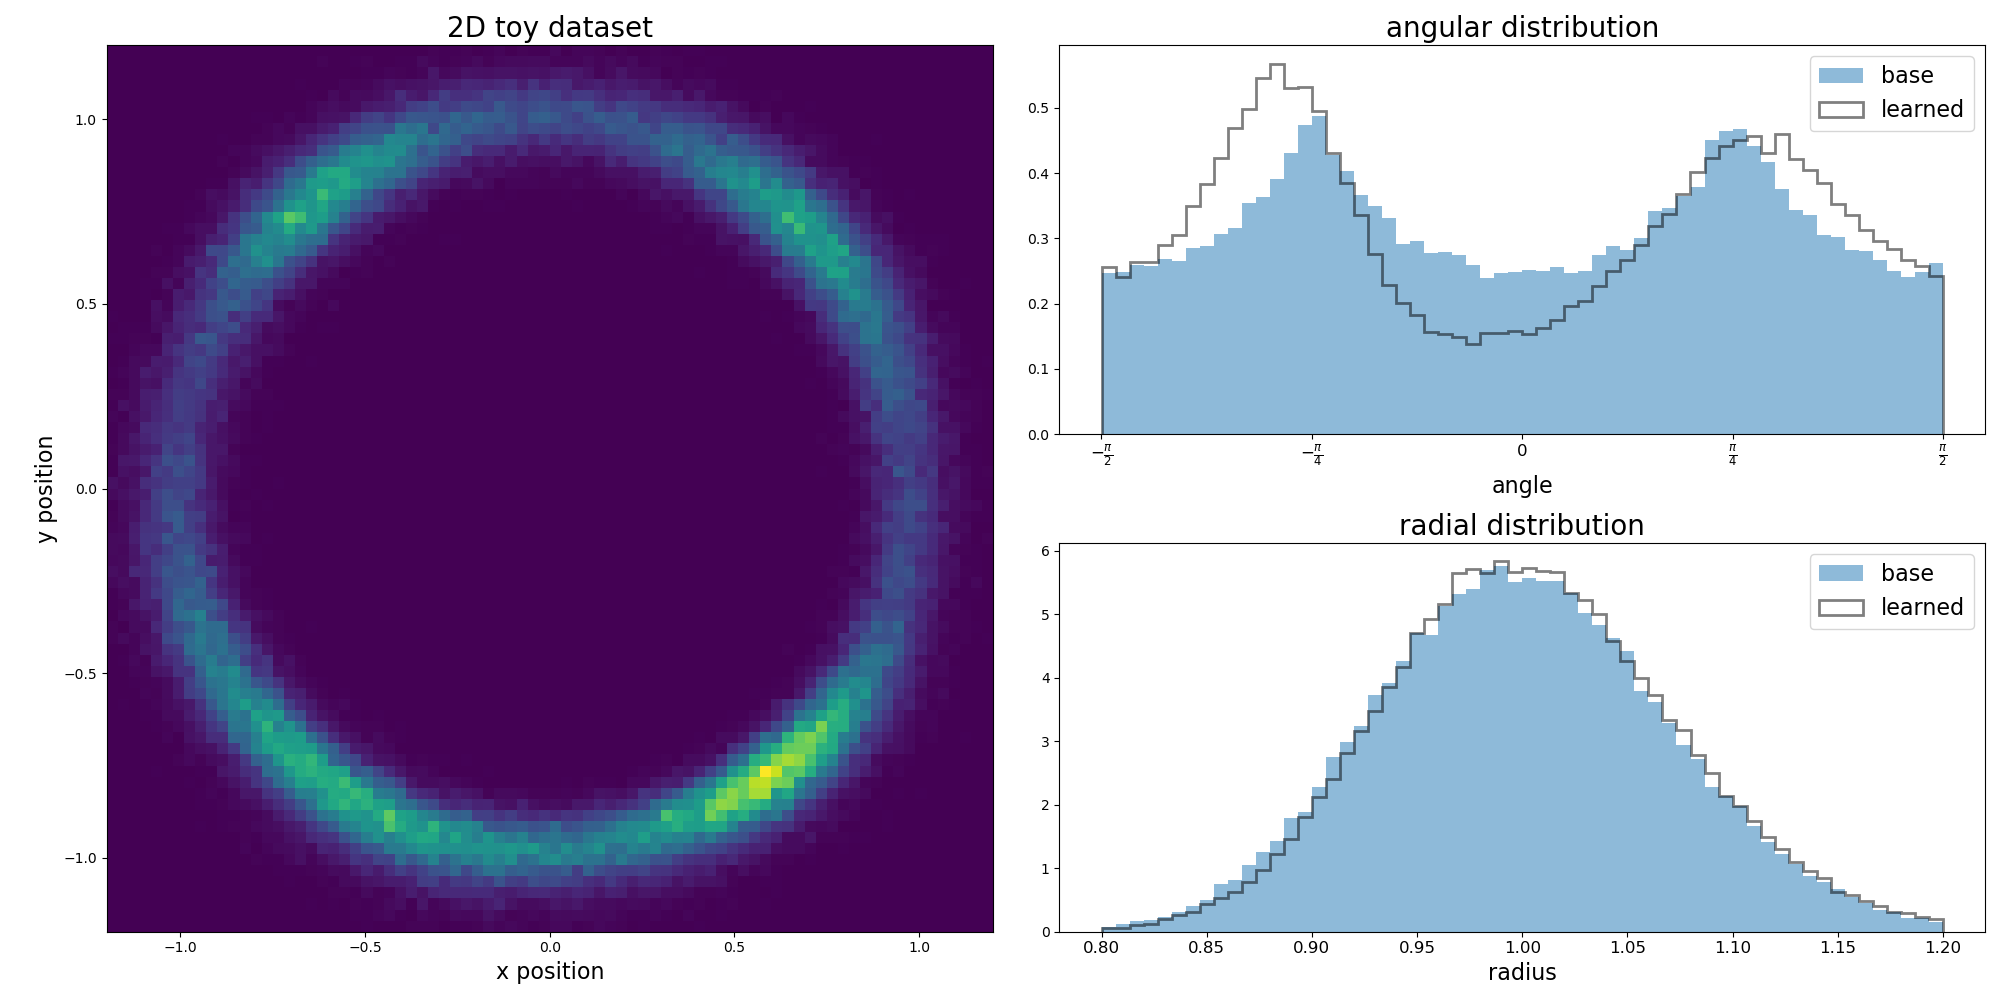 2D toy dataset
1.0
0.5
0.0
−0.5
−1.0
y position
−1.0 −0.5 0.0 0.5 1.0
x position
angular distribution
base
learned
0.5
0.4
0.3
0.2
0.1
0.0
−π/2 −π/4 0 π/4 π/2
angle
radial distribution
base
learned
6
5
4
3
2
1
0
0.80 0.85 0.90 0.95 1.00 1.05 1.10 1.15 1.20
radius